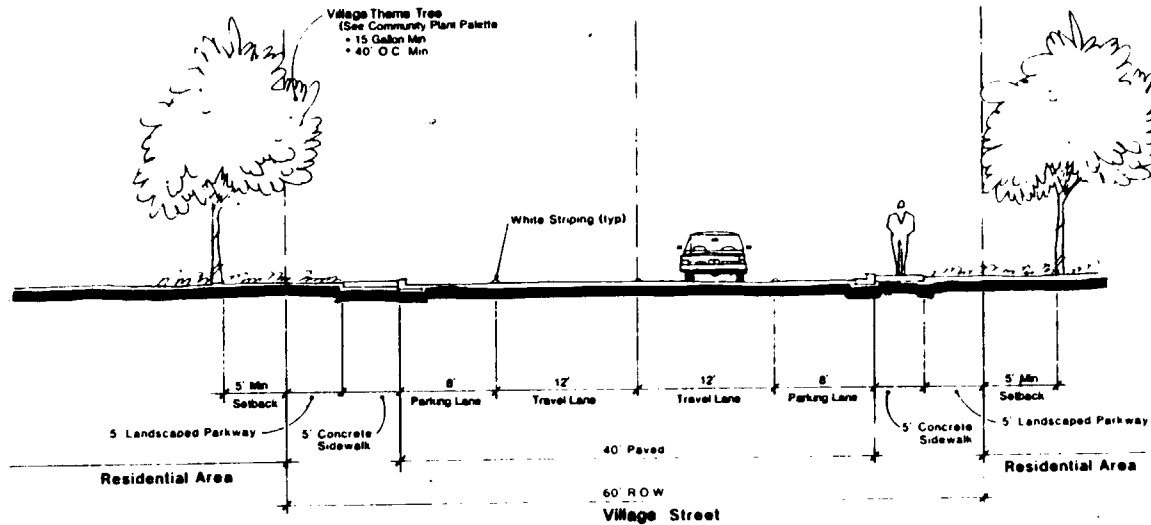 Village Theme Tree
(See Community Plant Palette
• 15 Gallon Min
• 40' O C Min
White Striping (typ)
5' Min
Setback
8'
Parking Lane
12'
Travel Lane
12'
Travel Lane
8'
Parking Lane
5' Min
Setback
5 Landscaped Parkway
5' Concrete
Sidewalk
5' Concrete
Sidewalk
5' Landscaped Parkway
40' Paved
Residential Area
Residential Area
60' R O W
Village Street